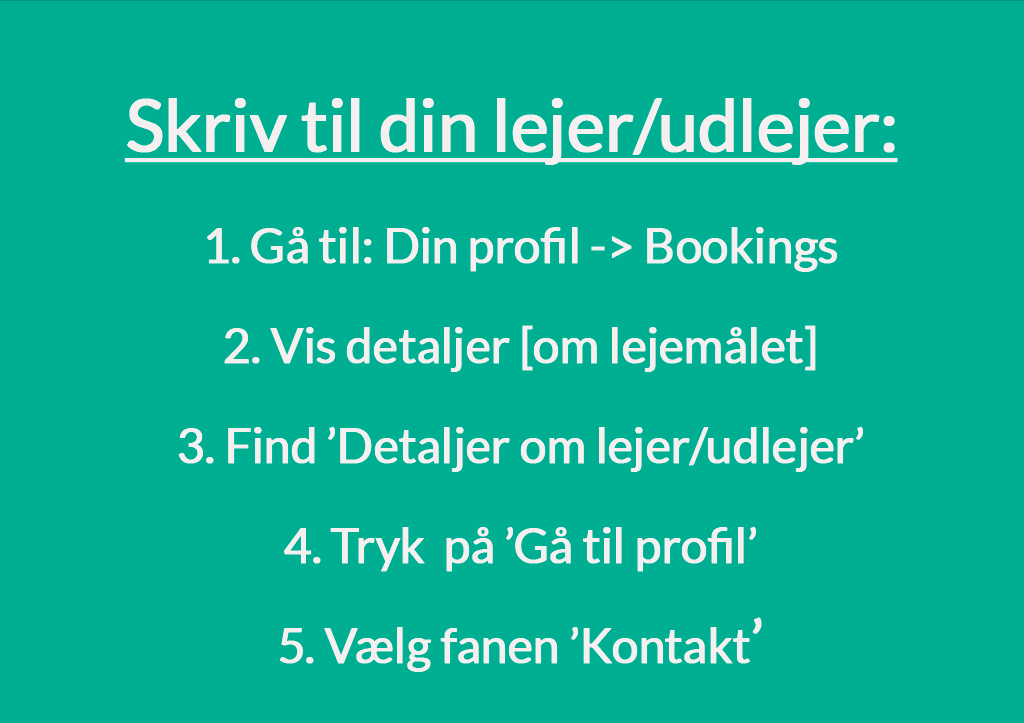 Skriv til din lejer/udlejer:
1. Gå til: Din profil -> Bookings
2. Vis detaljer [om lejemålet]
3. Find ’Detaljer om lejer/udlejer’
4. Tryk  på ’Gå til profil’
5. Vælg fanen ’Kontakt’